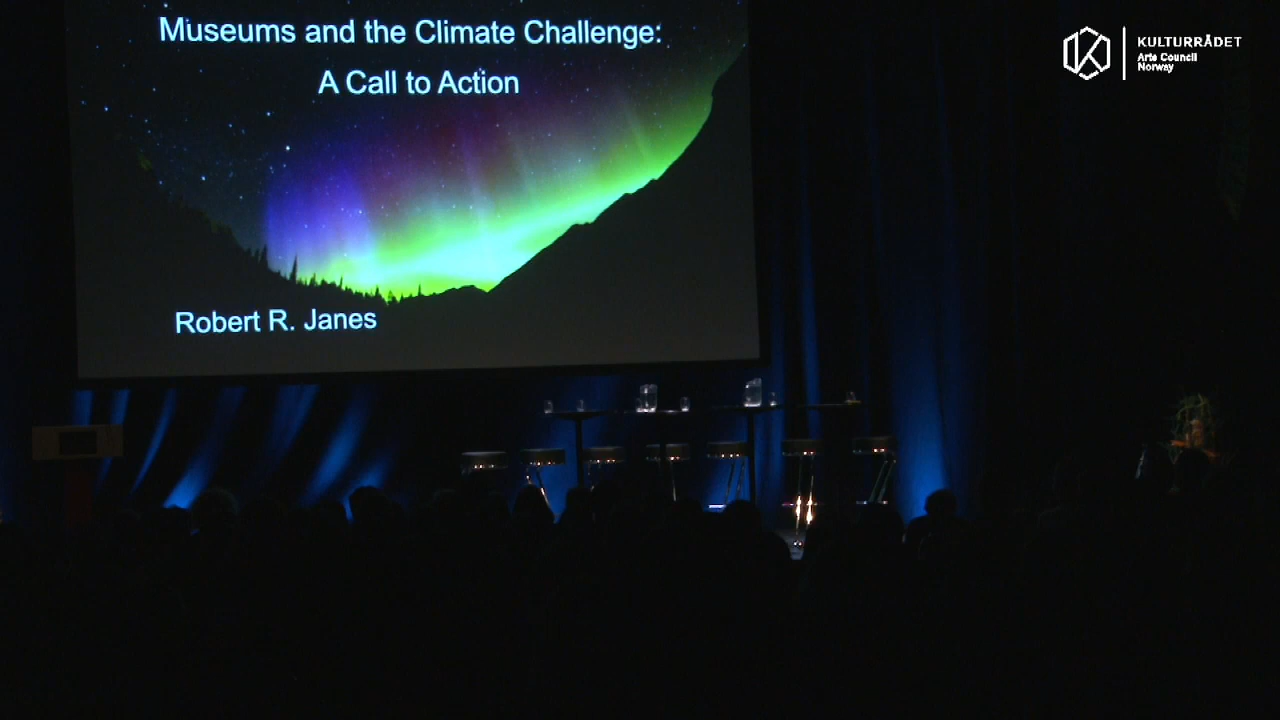 Museums and the Climate Challenge:
A Call to Action
Robert R. Janes
KULTURRÅDET
Arts Council
Norway